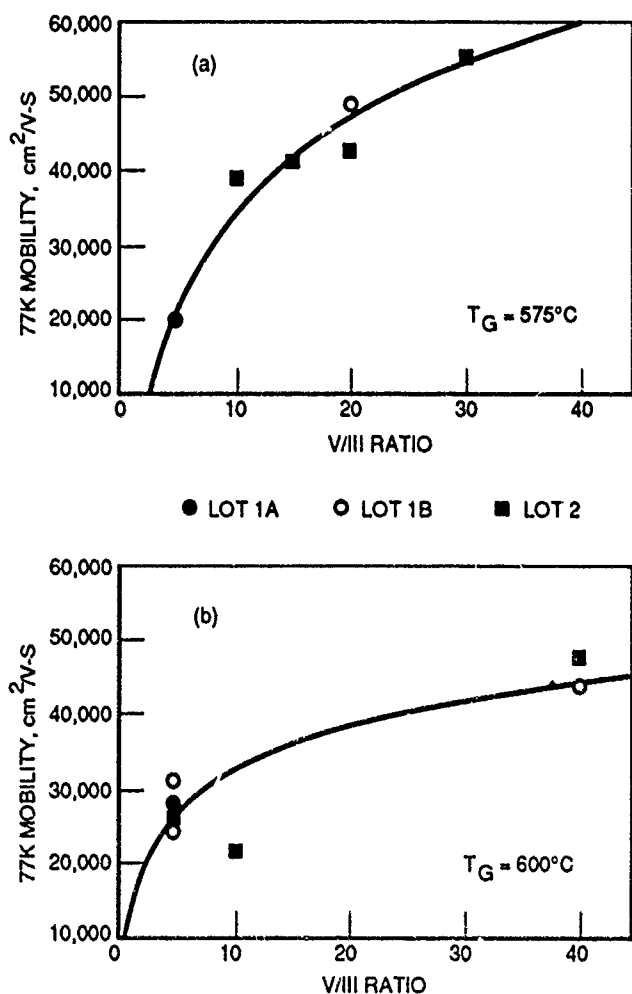 60,000
(a)
50,000
40,000
30,000
20,000
10,000
77K MOBILITY, cm²/V-S
T_G = 575°C
0 10 20 30 40
V/III RATIO
● LOT 1A ○ LOT 1B ■ LOT 2
60,000
(b)
50,000
40,000
30,000
20,000
10,000
77K MOBILITY, cm²/V-S
T_G = 600°C
0 10 20 30 40
V/III RATIO